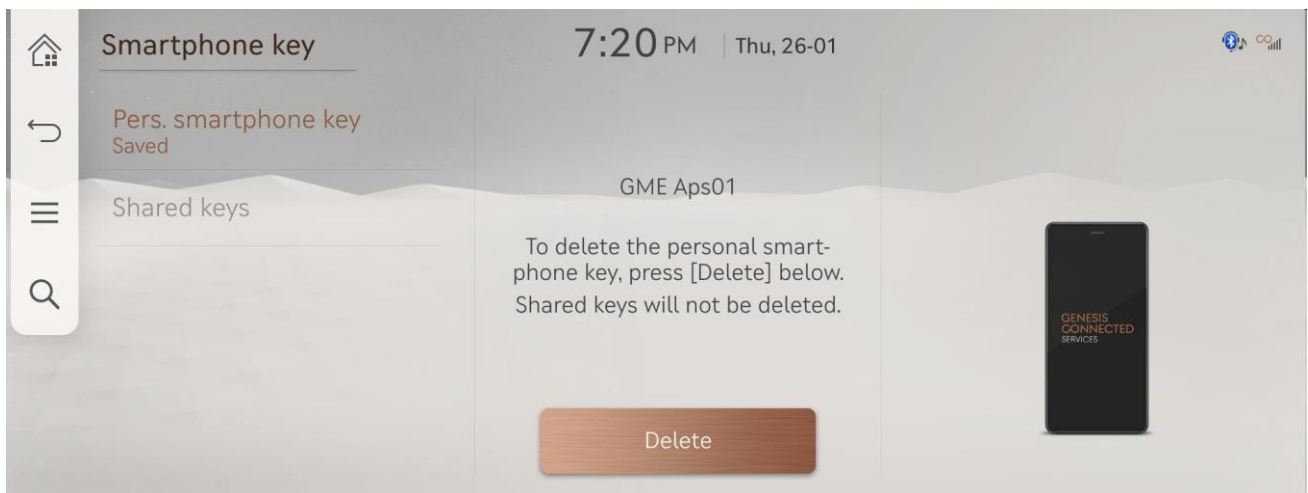 Smartphone key
7:20 PM
Thu, 26-01
Pers. smartphone key
Saved
Shared keys
GME Aps01
To delete the personal smart-
phone key, press [Delete] below.
Shared keys will not be deleted.
Delete
GENESIS
CONNECTED
SERVICES